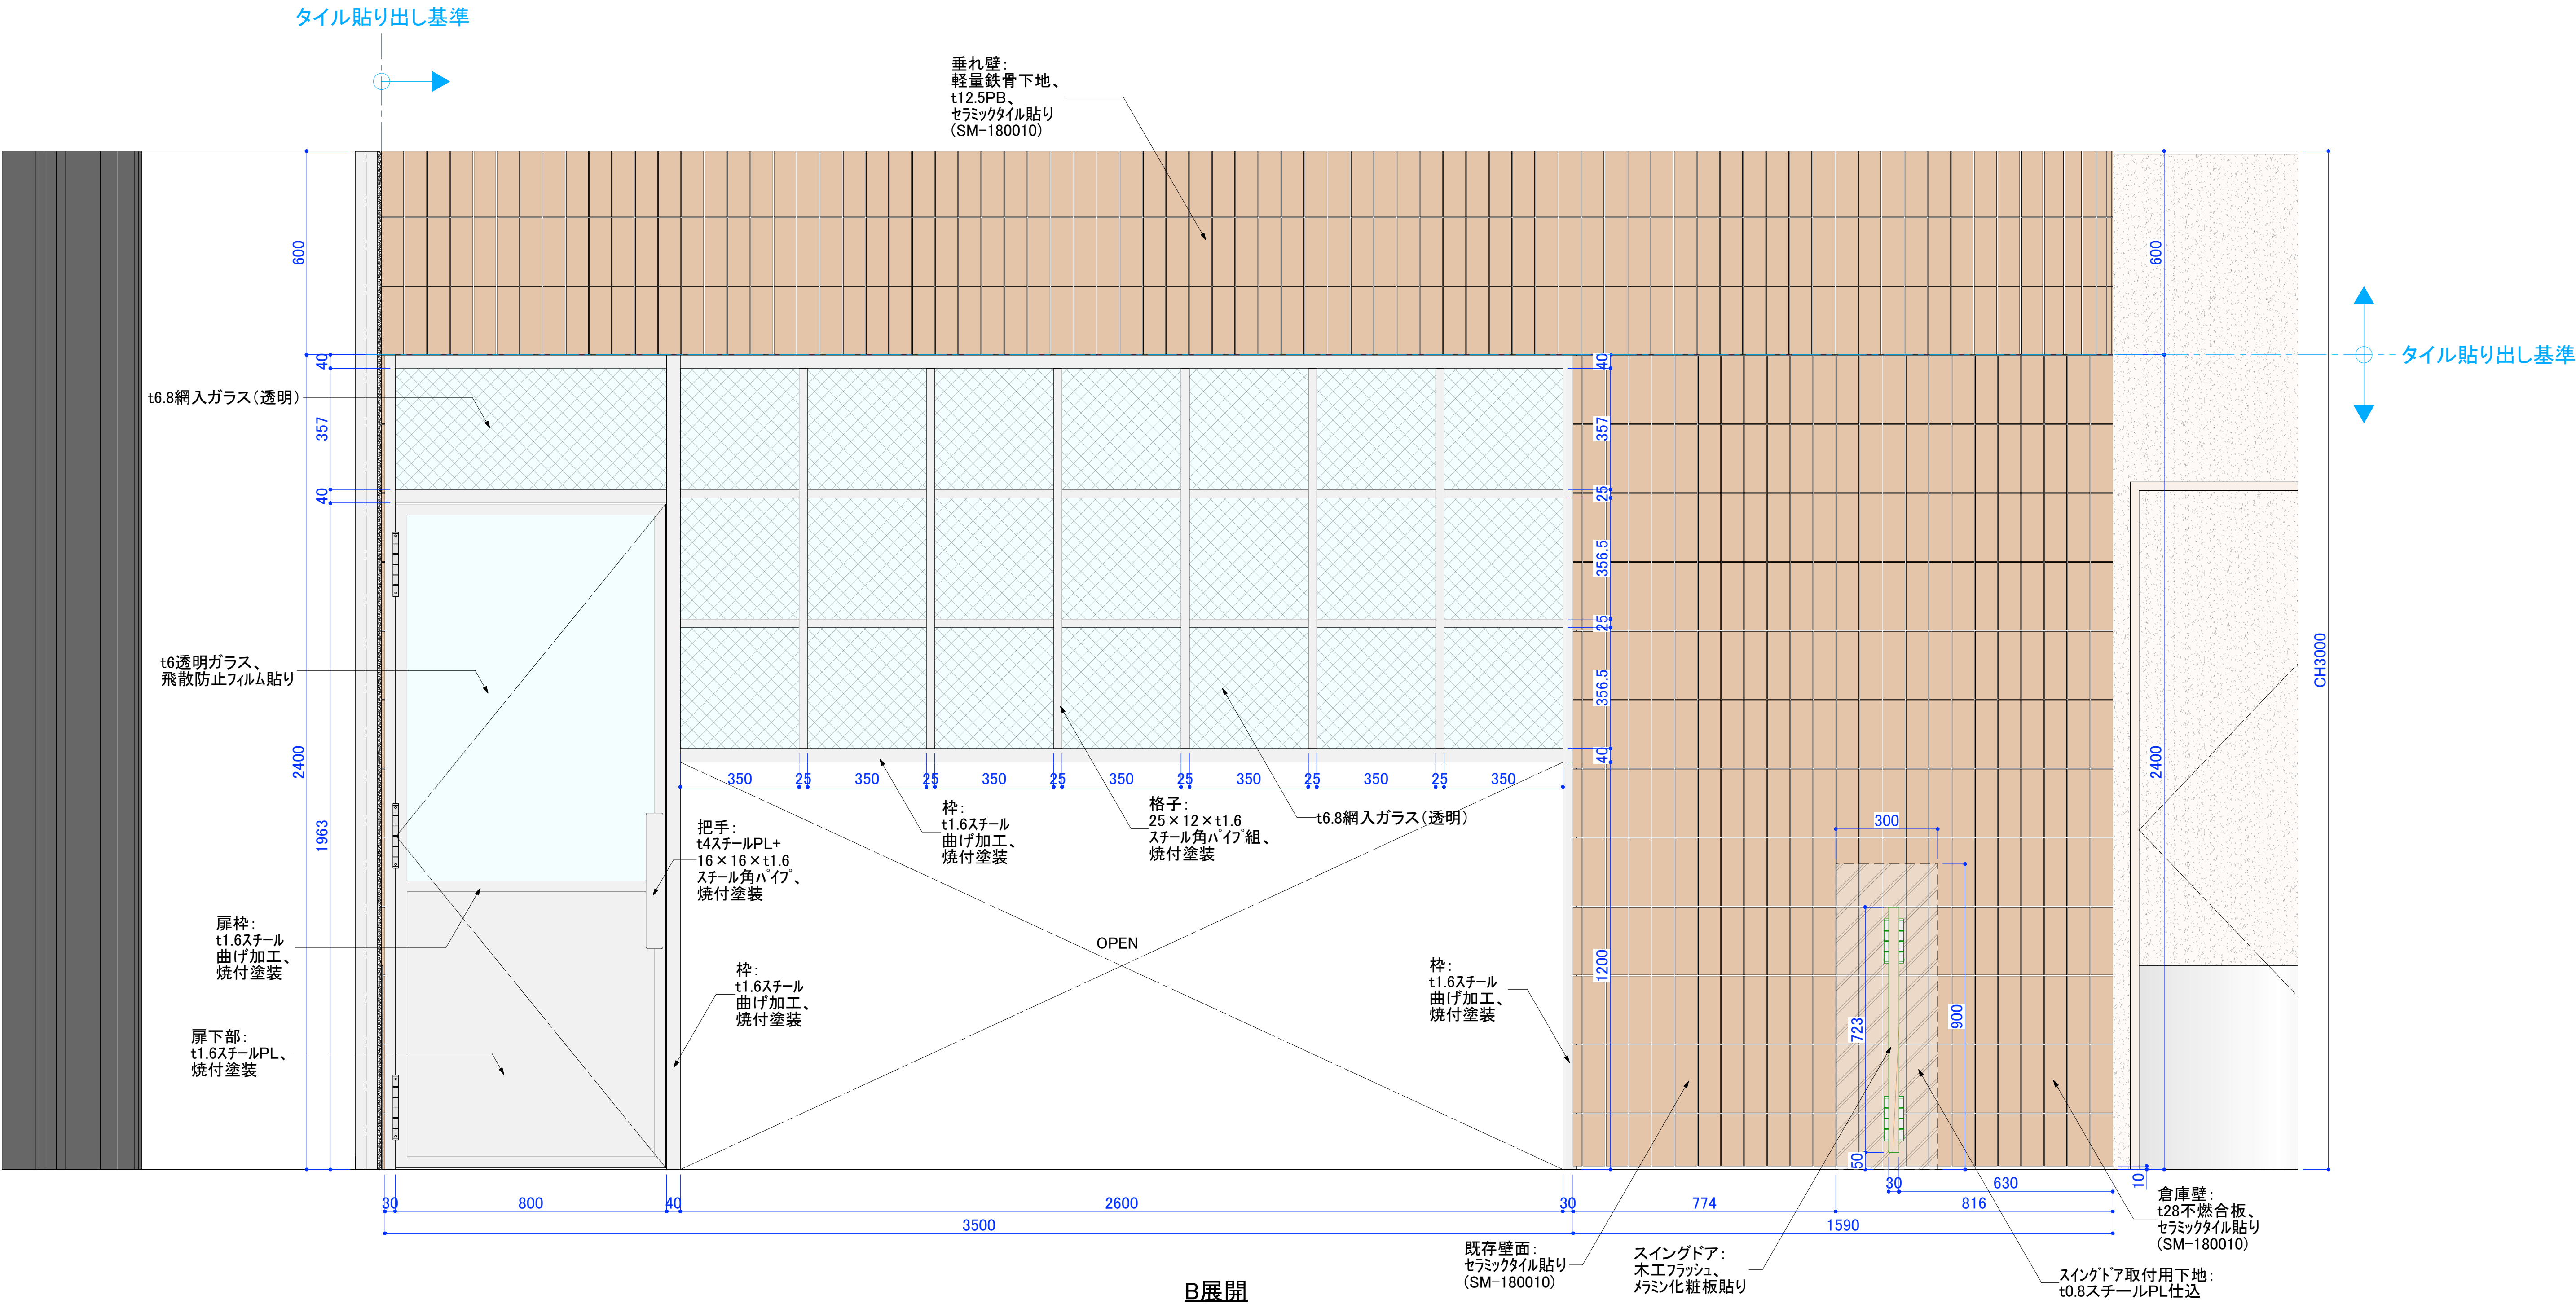 タイル貼り出し基準
垂れ壁:
軽量鉄骨下地、
t12.5PB、
ｾﾗﾐｯｸﾀｲﾙ貼り
(SM-180010)
600
600
40
357
40
1963
2400
t6.8網入ガラス(透明)
t6透明ガラス、
飛散防止ﾌｨﾙﾑ貼り
扉枠:
t1.6ｽﾁｰﾙ
曲げ加工、
焼付塗装
扉下部:
t1.6ｽﾁｰﾙPL、
焼付塗装
把手:
t4ｽﾁｰﾙPL+
16×16×t1.6
ｽﾁｰﾙ角ﾊﾟｲﾌﾟ、
焼付塗装
枠:
t1.6ｽﾁｰﾙ
曲げ加工、
焼付塗装
350
25
350
25
350
25
350
25
350
25
350
25
350
枠:
t1.6ｽﾁｰﾙ
曲げ加工、
焼付塗装
格子:
25×12×t1.6
ｽﾁｰﾙ角ﾊﾟｲﾌﾟ組、
焼付塗装
t6.8網入ガラス(透明)
OPEN
枠:
t1.6ｽﾁｰﾙ
曲げ加工、
焼付塗装
40
357
25
356.5
25
356.5
40
1200
300
723
900
50
30
630
10
タイル貼り出し基準
CH3000
2400
30
800
40
2600
30
774
816
3500
1590
既存壁面:
ｾﾗﾐｯｸﾀｲﾙ貼り
(SM-180010)
スイングドア:
木工ﾌﾗｯｼｭ、
ﾒﾗﾐﾝ化粧板貼り
倉庫壁:
t28不燃合板、
ｾﾗﾐｯｸﾀｲﾙ貼り
(SM-180010)
ｽｲﾝｸﾞﾄﾞｱ取付用下地:
t0.8スチールPL仕込
B展開